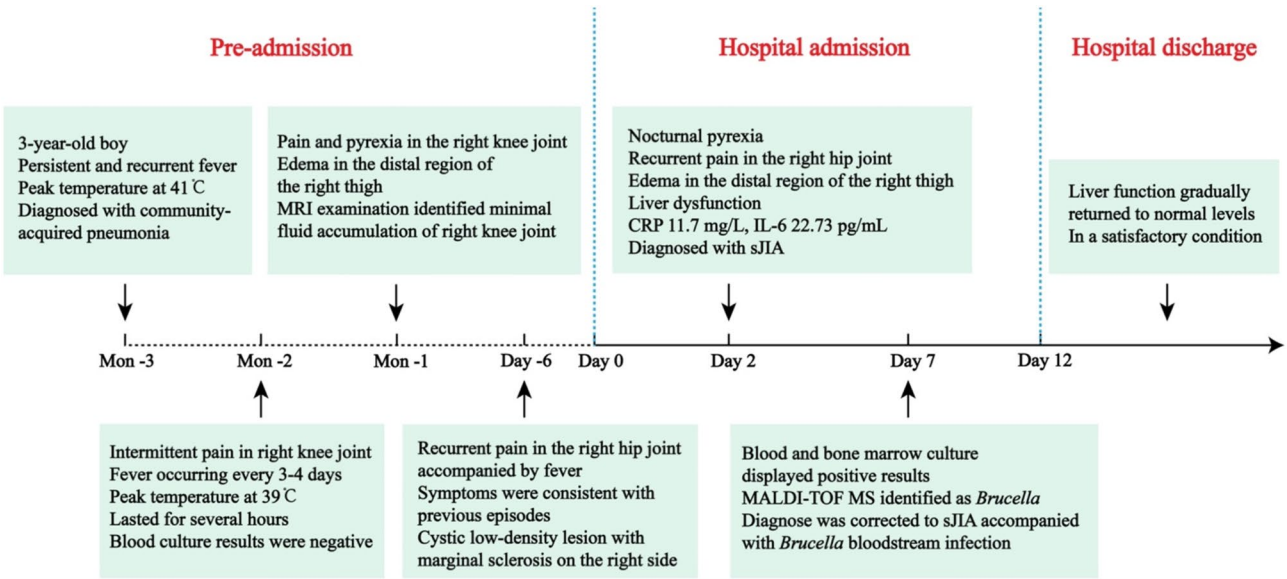 Pre-admission
Hospital admission
Hospital discharge
3-year-old boy
Persistent and recurrent fever
Peak temperature at 41℃
Diagnosed with community-
acquired pneumonia
Pain and pyrexia in the right knee joint
Edema in the distal region of
the right thigh
MRI examination identified minimal
fluid accumulation of right knee joint
Nocturnal pyrexia
Recurrent pain in the right hip joint
Edema in the distal region of the right thigh
Liver dysfunction
CRP 11.7 mg/L, IL-6 22.73 pg/mL
Diagnosed with sJIA
Liver function gradually
returned to normal levels
In a satisfactory condition
Mon -3
Mon -2
Mon -1
Day -6
Day 0
Day 2
Day 7
Day 12
Intermittent pain in right knee joint
Fever occurring every 3-4 days
Peak temperature at 39℃
Lasted for several hours
Blood culture results were negative
Recurrent pain in the right hip joint
accompanied by fever
Symptoms were consistent with
previous episodes
Cystic low-density lesion with
marginal sclerosis on the right side
Blood and bone marrow culture
displayed positive results
MALDI-TOF MS identified as Brucella
Diagnose was corrected to sJIA accompanied
with Brucella bloodstream infection